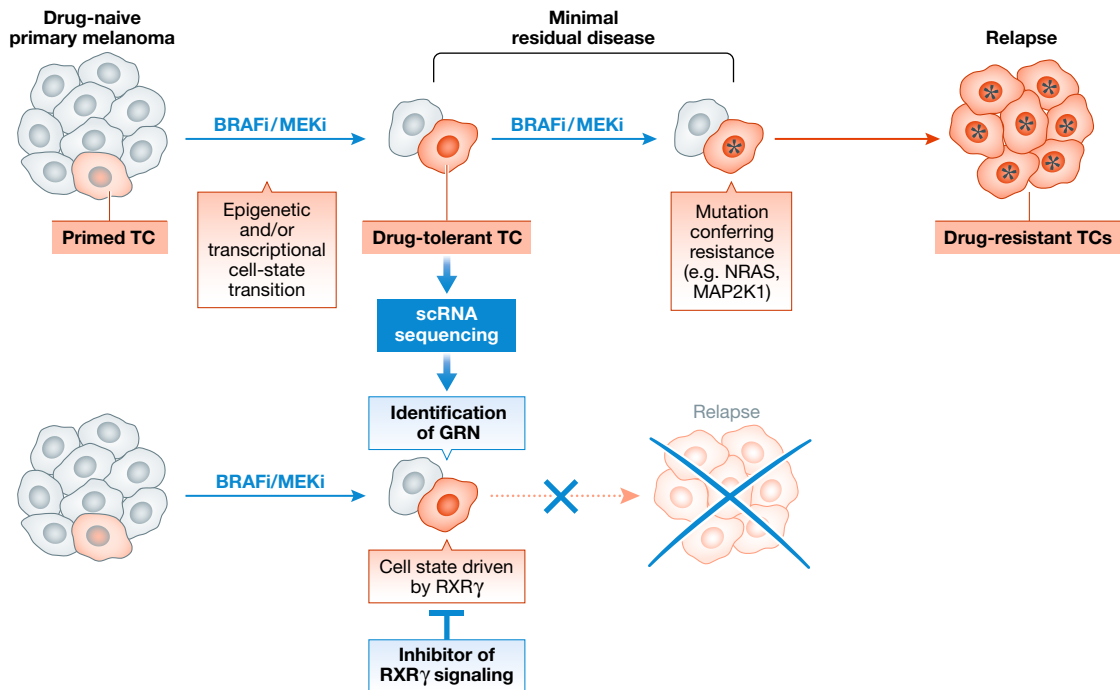 Drug-naive
primary melanoma
Minimal
residual disease
Relapse
BRAFi/MEKi
BRAFi/MEKi
Primed TC
Epigenetic
and/or
transcriptional
cell-state
transition
Drug-tolerant TC
Mutation
conferring
resistance
(e.g. NRAS,
MAP2K1)
Drug-resistant TCs
scRNA
sequencing
Identification
of GRN
Relapse
BRAFi/MEKi
Cell state driven
by RXRγ
Inhibitor of
RXRγ signaling